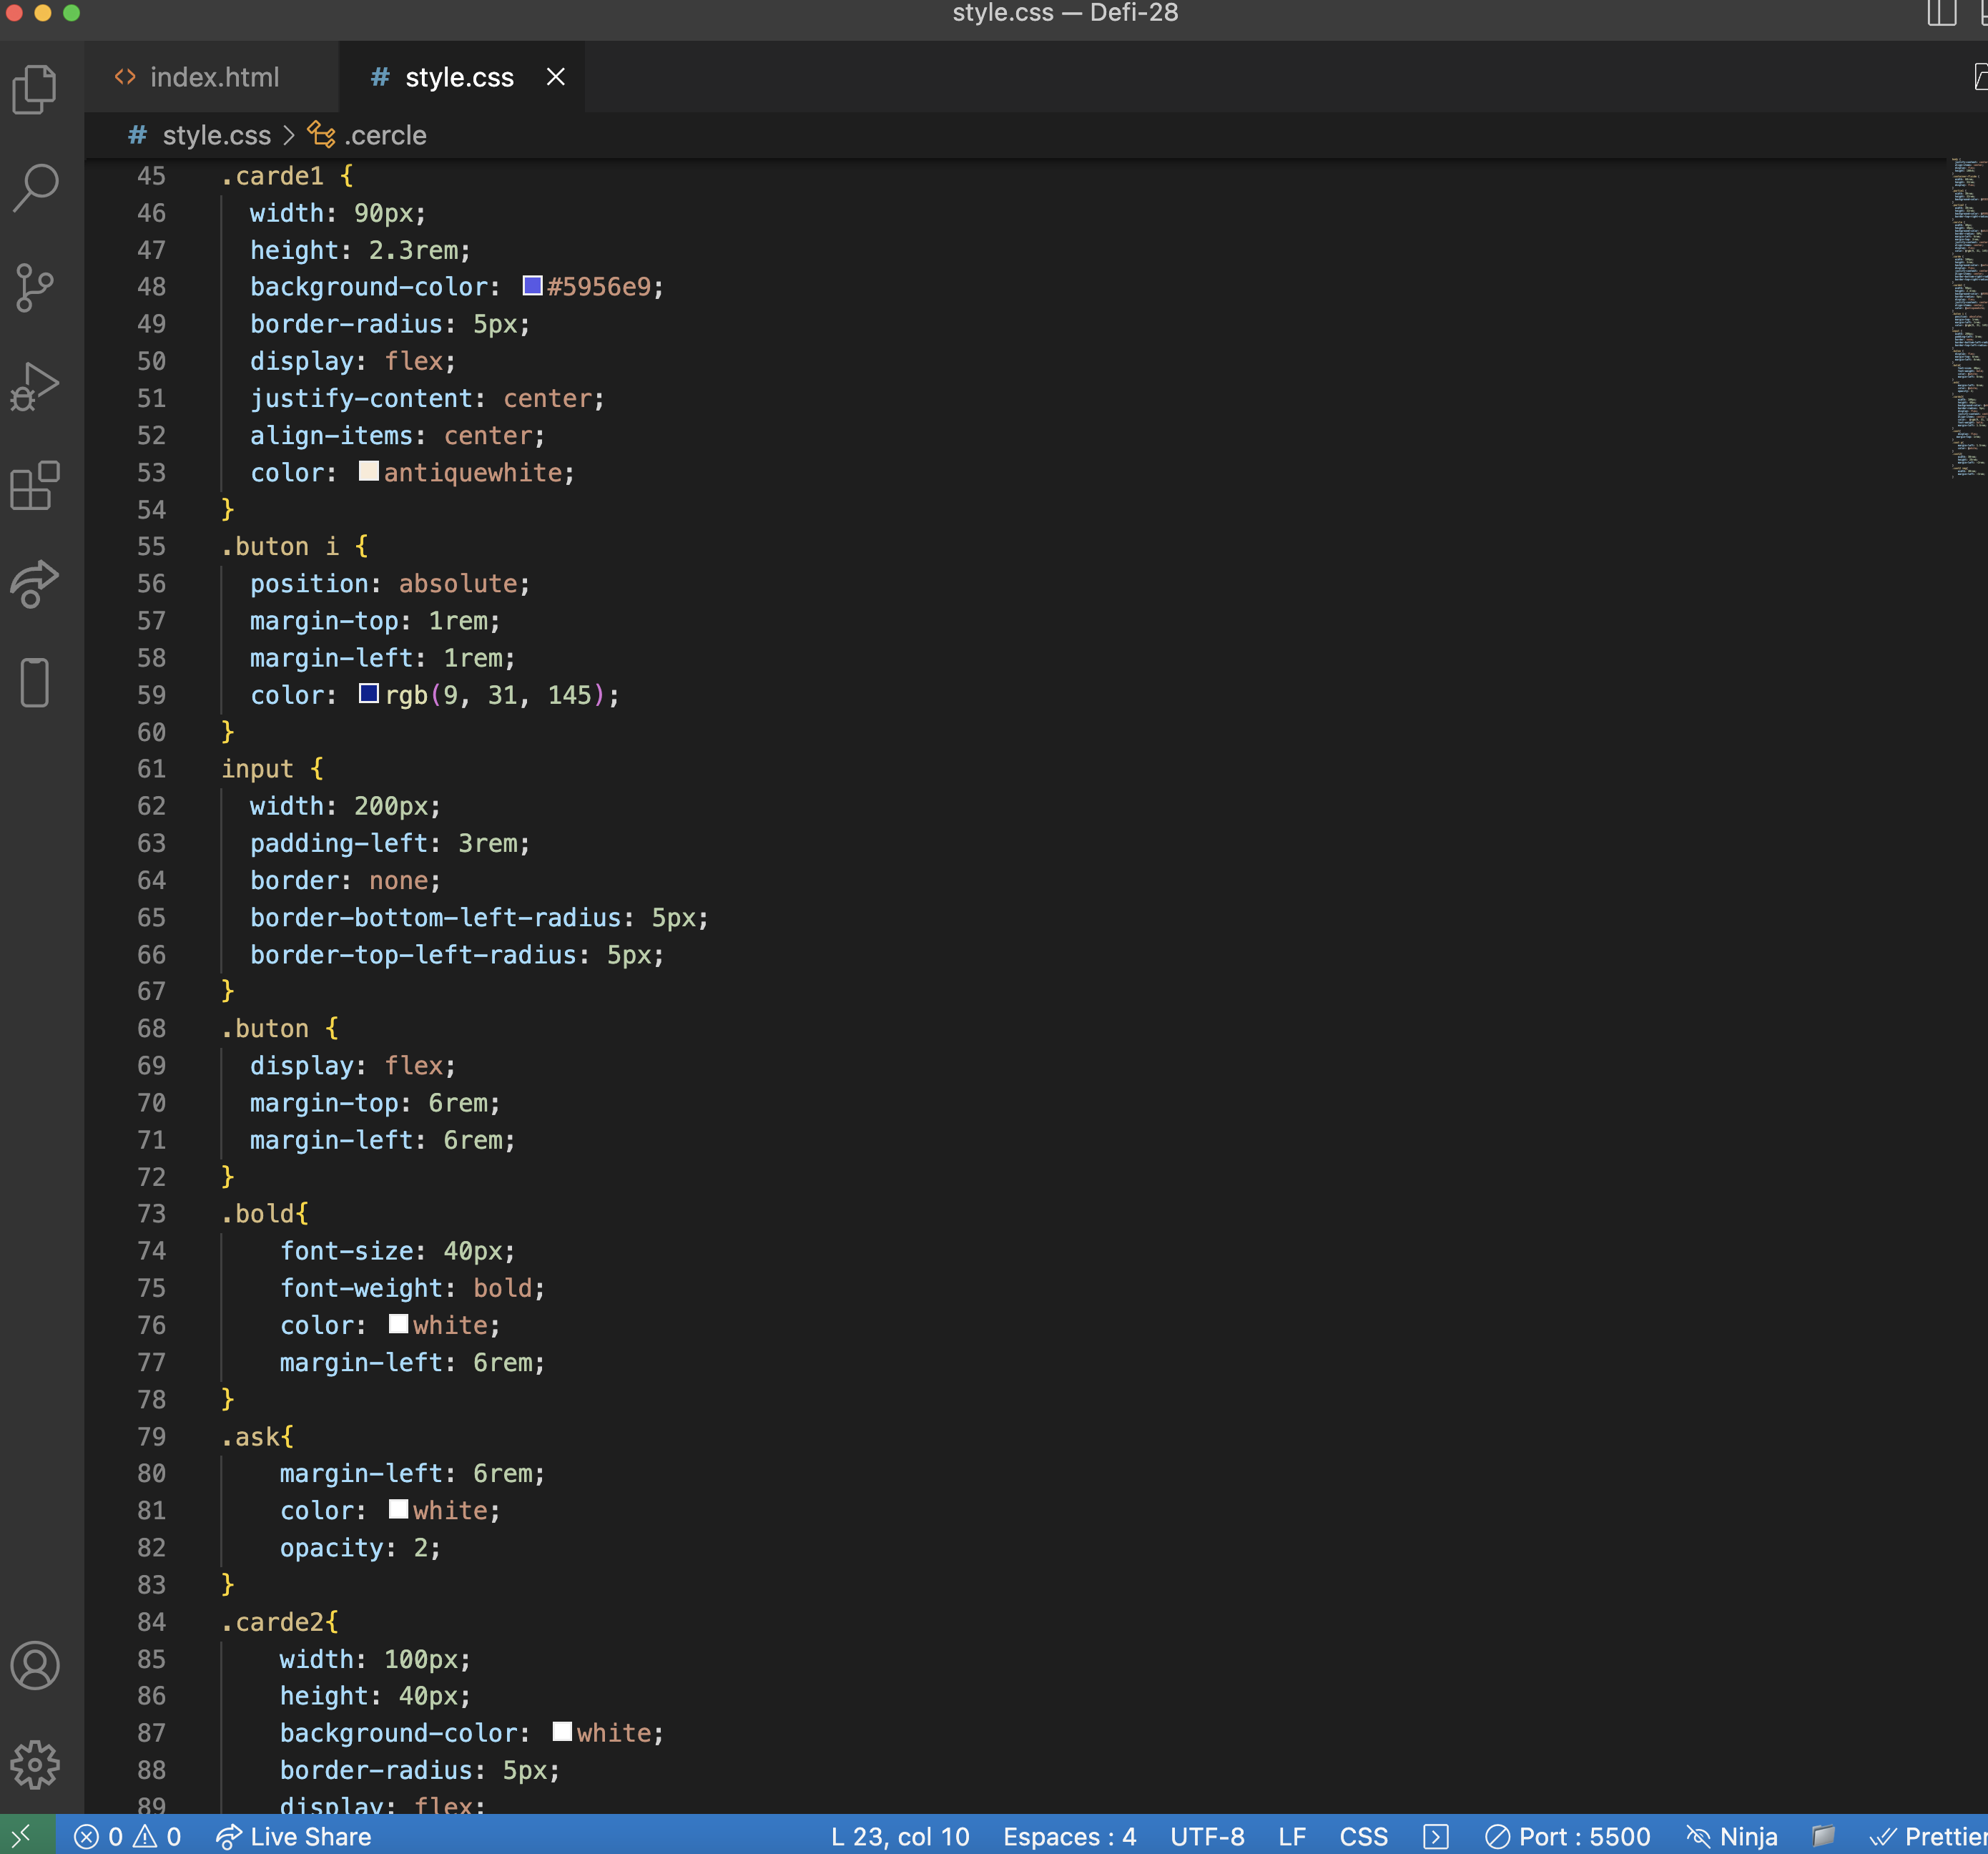 style.css — Defi-28
index.html
# style.css
# style.css > .cercle
45 .carde1 {
46 width: 90px;
47 height: 2.3rem;
48 background-color: #5956e9;
49 border-radius: 5px;
50 display: flex;
51 justify-content: center;
52 align-items: center;
53 color: antiquewhite;
54 }
55 .buton i {
56 position: absolute;
57 margin-top: 1rem;
58 margin-left: 1rem;
59 color: rgb(9, 31, 145);
60 }
61 input {
62 width: 200px;
63 padding-left: 3rem;
64 border: none;
65 border-bottom-left-radius: 5px;
66 border-top-left-radius: 5px;
67 }
68 .buton {
69 display: flex;
70 margin-top: 6rem;
71 margin-left: 6rem;
72 }
73 .bold{
74 font-size: 40px;
75 font-weight: bold;
76 color: white;
77 margin-left: 6rem;
78 }
79 .ask{
80 margin-left: 6rem;
81 color: white;
82 opacity: 2;
83 }
84 .carde2{
85 width: 100px;
86 height: 40px;
87 background-color: white;
88 border-radius: 5px;
89 display: flex;
0 0 Live Share L 23, col 10 Espaces : 4 UTF-8 LF CSS Port : 5500 Ninja Prettier